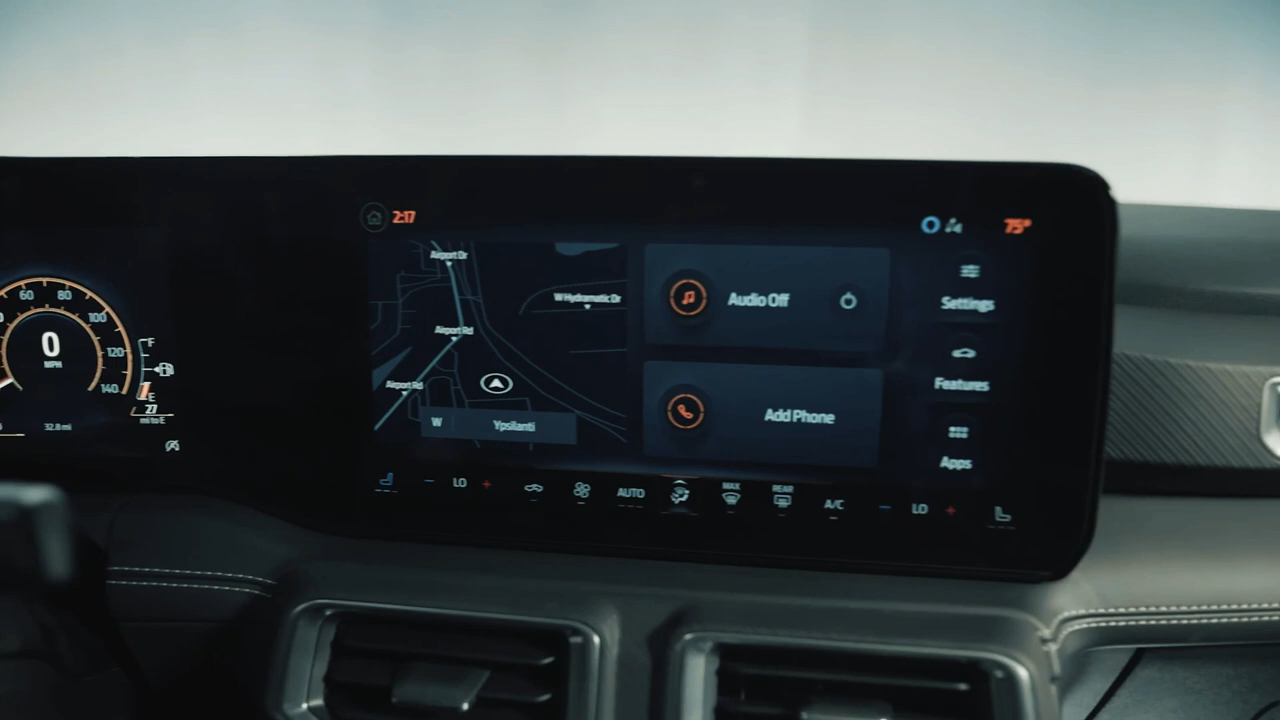 2:17
75°
Airport Dr
W Hydramatic Dr
Airport Rd
Airport Rd
W Ypsilanti
Audio Off
Add Phone
Settings
Features
Apps
60 80 100 120 140
0
MPH
F
E
27
mi to E
32.8 mi
LO
AUTO
MAX
REAR
A/C
LO